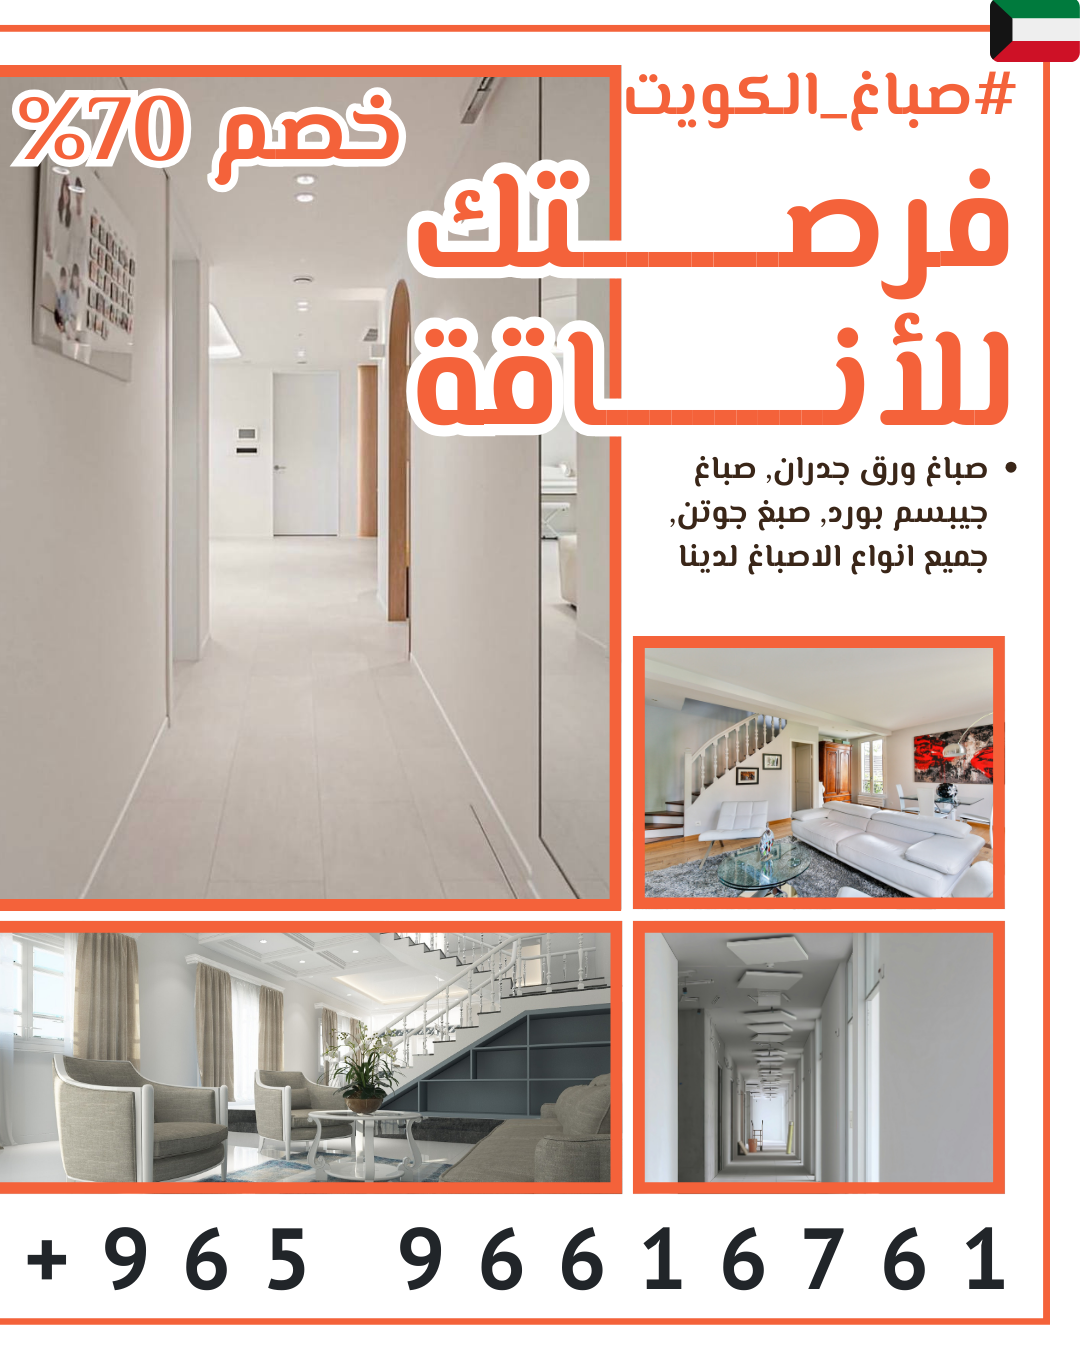 #صباغ_الكويت
خصم 70%
فرصـــــتك
للأنـــــاقة
• صباغ ورق جدران, صباغ
جيبسم بورد, صبغ جوتن,
جميع انواع الاصباغ لدينا
+965 96616761